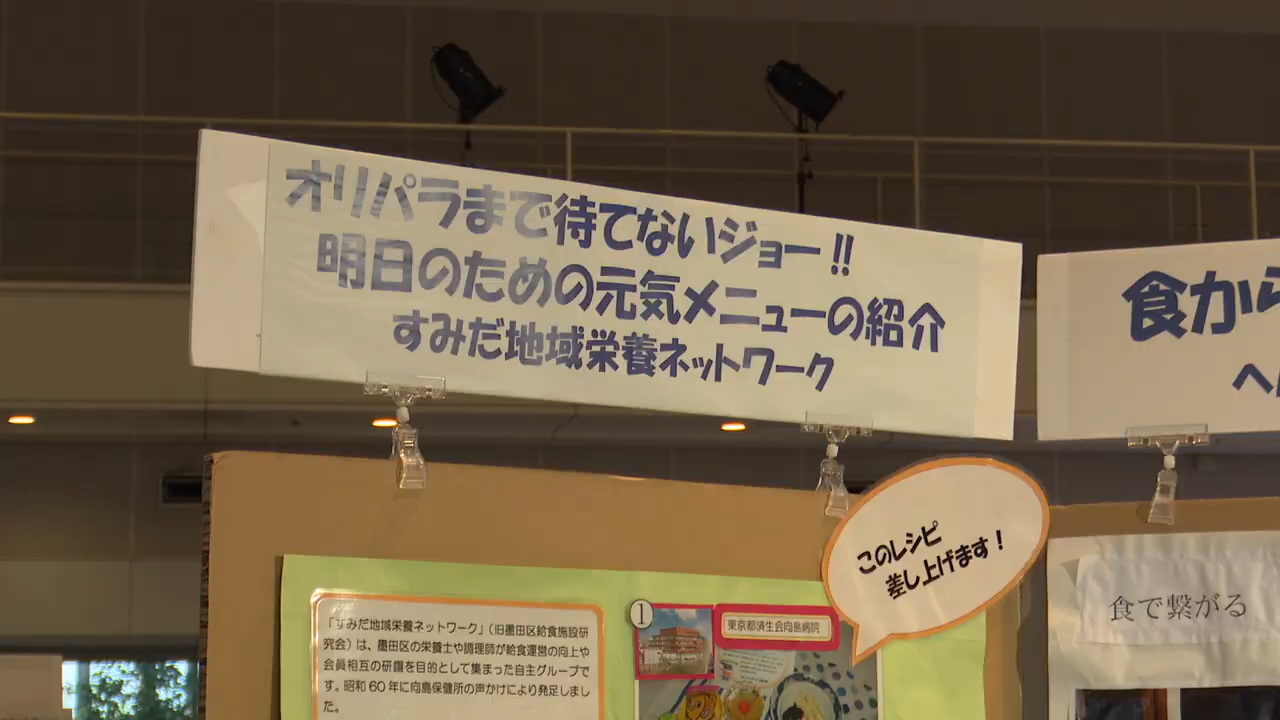 オリパラまで待てないジョー!!
明日のための元気メニューの紹介
すみだ地域栄養ネットワーク
食から
ヘ
このレシピ
差し上げます!
「すみだ地域栄養ネットワーク」(旧墨田区給食施設研
究会)は、墨田区の栄養士や調理師が給食運営の向上や
会員相互の研鑽を目的として集まった自主グループで
す。昭和60年に向島保健所の声かけにより発足しまし
た。
①
東京都済生会向島病院
食で繋がる